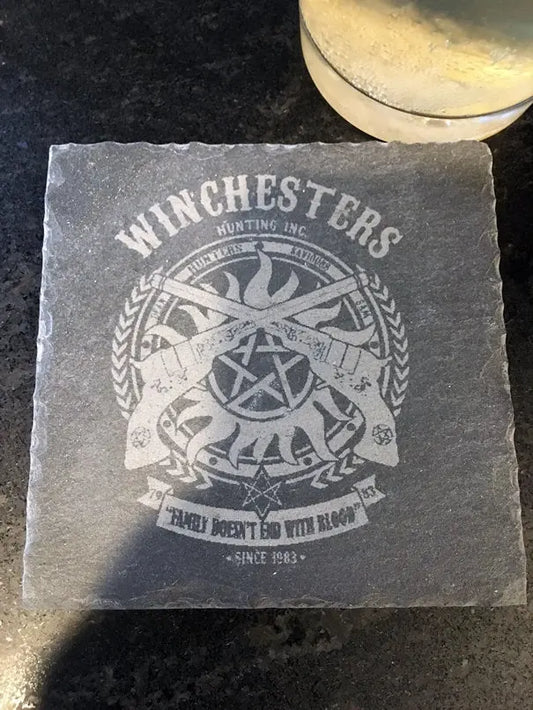 WINCHESTERS
HUNTING INC.
HUNTERS
19 83
"FAMILY DOESN'T END WITH BLOOD"
• SINCE 1983 •